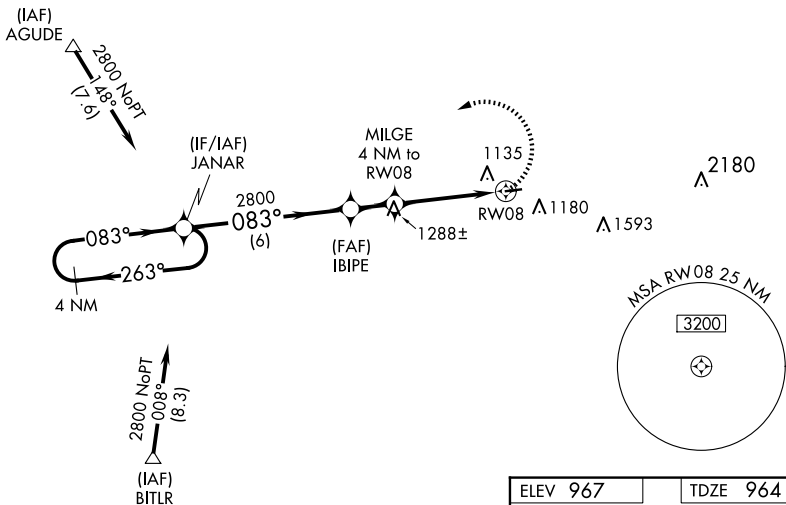 (IAF)
AGUDE
2800 NoPT
148°
(7.6)
(IF/IAF)
JANAR
MILGE
4 NM to
RW08
1135
2180
2800
083°
(6)
083°
263°
4 NM
(FAF)
IBIPE
1288±
RW08
1180
1593
MSA RW08 25 NM
3200
2800 NoPT
008°
(8.3)
(IAF)
BITLR
ELEV 967
TDZE 964